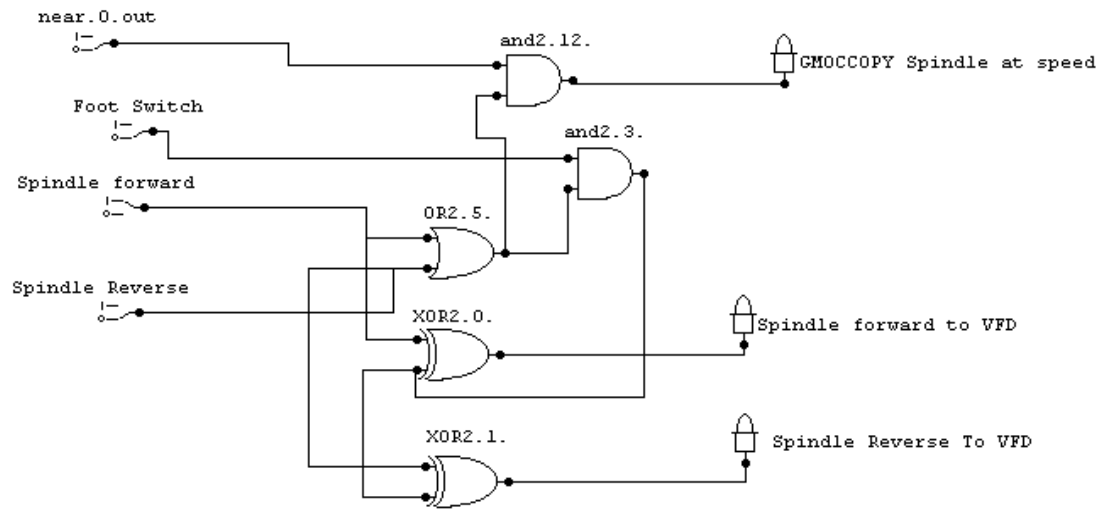 near.0.out
and2.12.
GMOCCOPY Spindle at speed
Foot Switch
and2.3.
Spindle forward
OR2.5.
Spindle Reverse
XOR2.0.
Spindle forward to VFD
XOR2.1.
Spindle Reverse To VFD